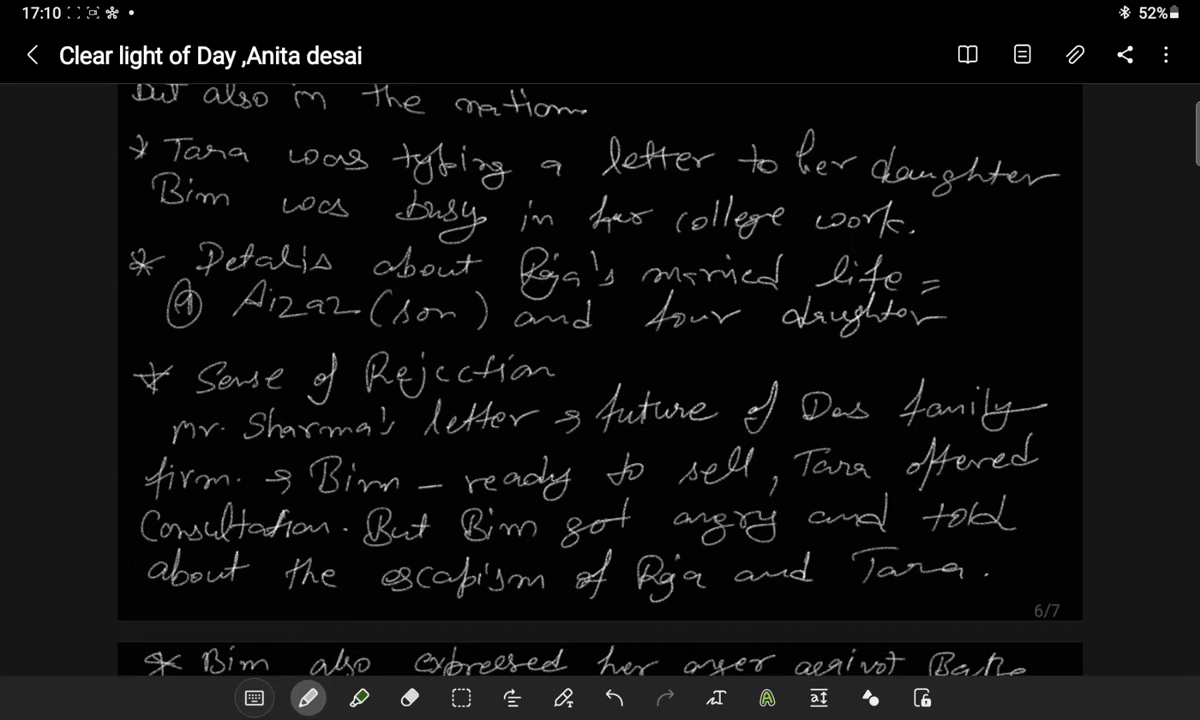 17:10
52%
Clear light of Day ,Anita desai
But also in the nation.
* Tara was typing a letter to her daughter
Bim was busy in her college work.
* Detalis about Raja's married life =
Aizaz (son) and four daughter
* Sense of Rejection
Mr. Sharma's letter → future of Das family
firm. → Bim - ready to sell, Tara offered
Consultation. But Bim got angry and told
about the escapism of Raja and Tara.
6/7
* Bim also expressed her anger against